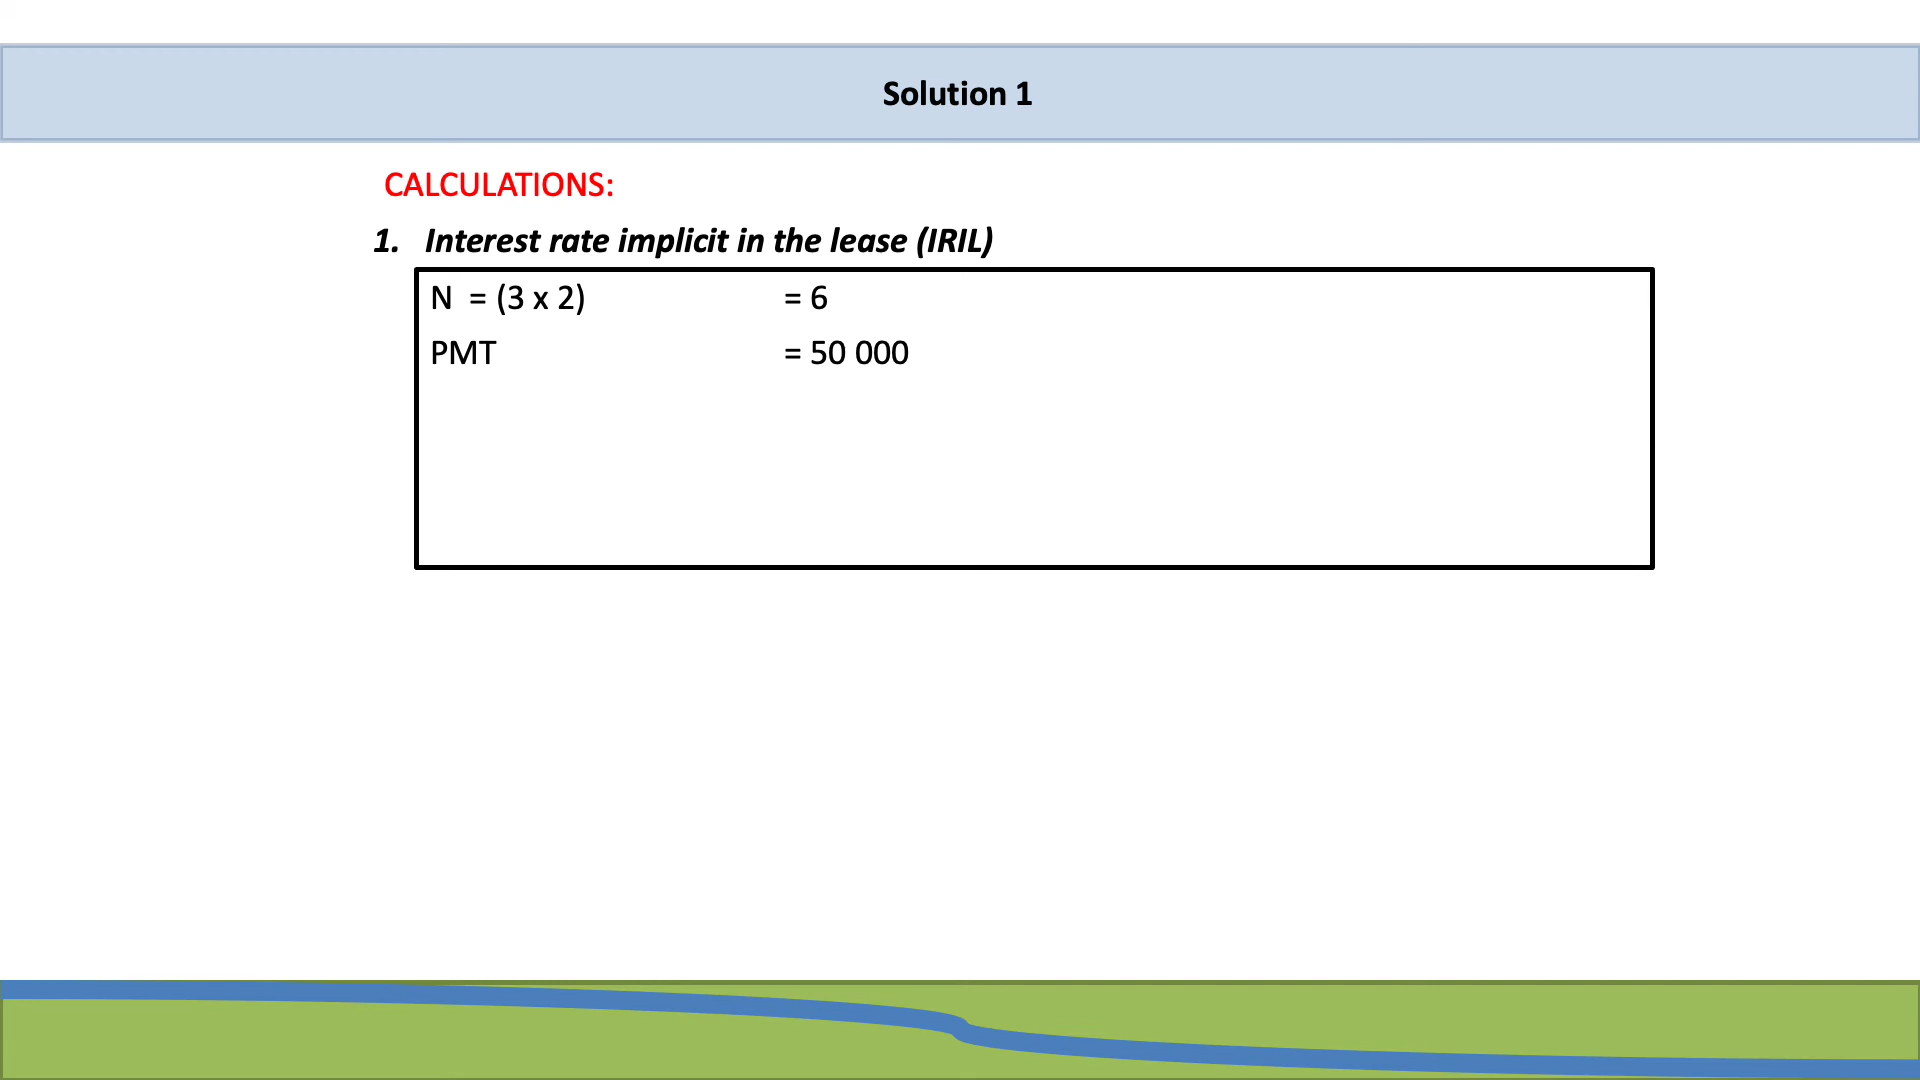 Solution 1
CALCULATIONS:
1. Interest rate implicit in the lease (IRIL)
N = (3 x 2) = 6
PMT = 50 000